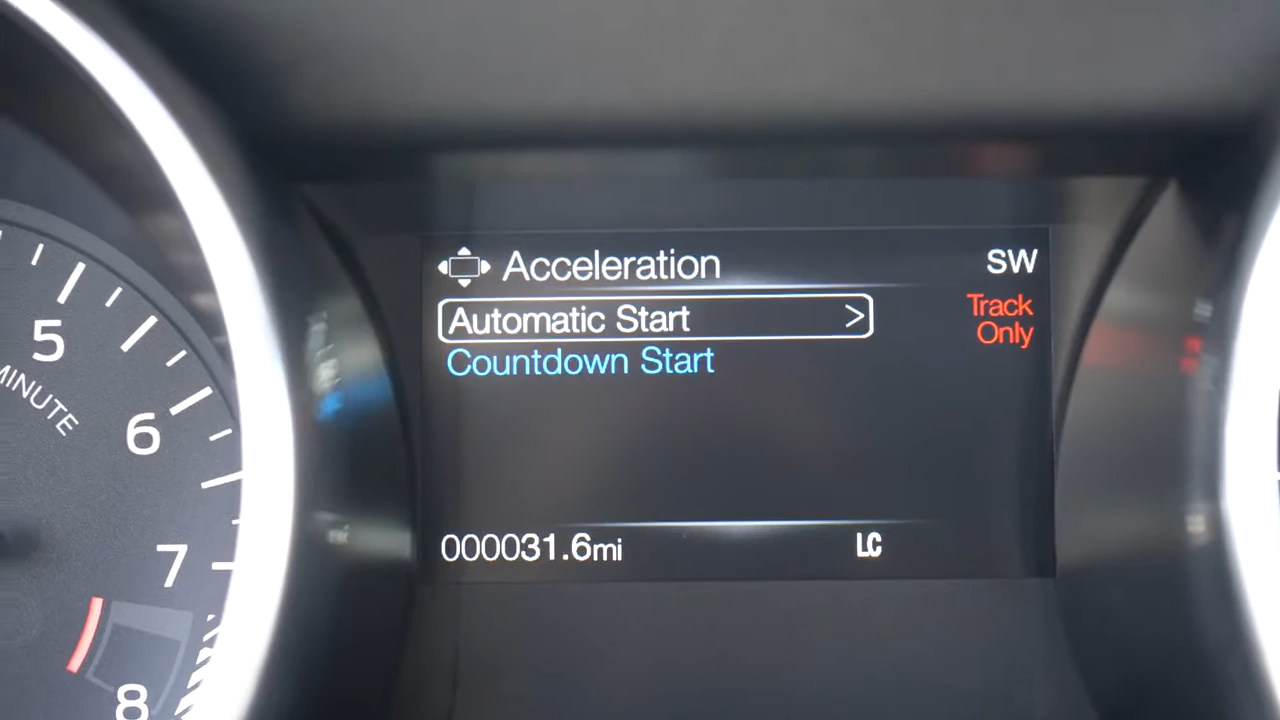 Acceleration
SW
Automatic Start >
Track
Only
Countdown Start
000031.6mi
LC
5
MINUTE
6
7
8